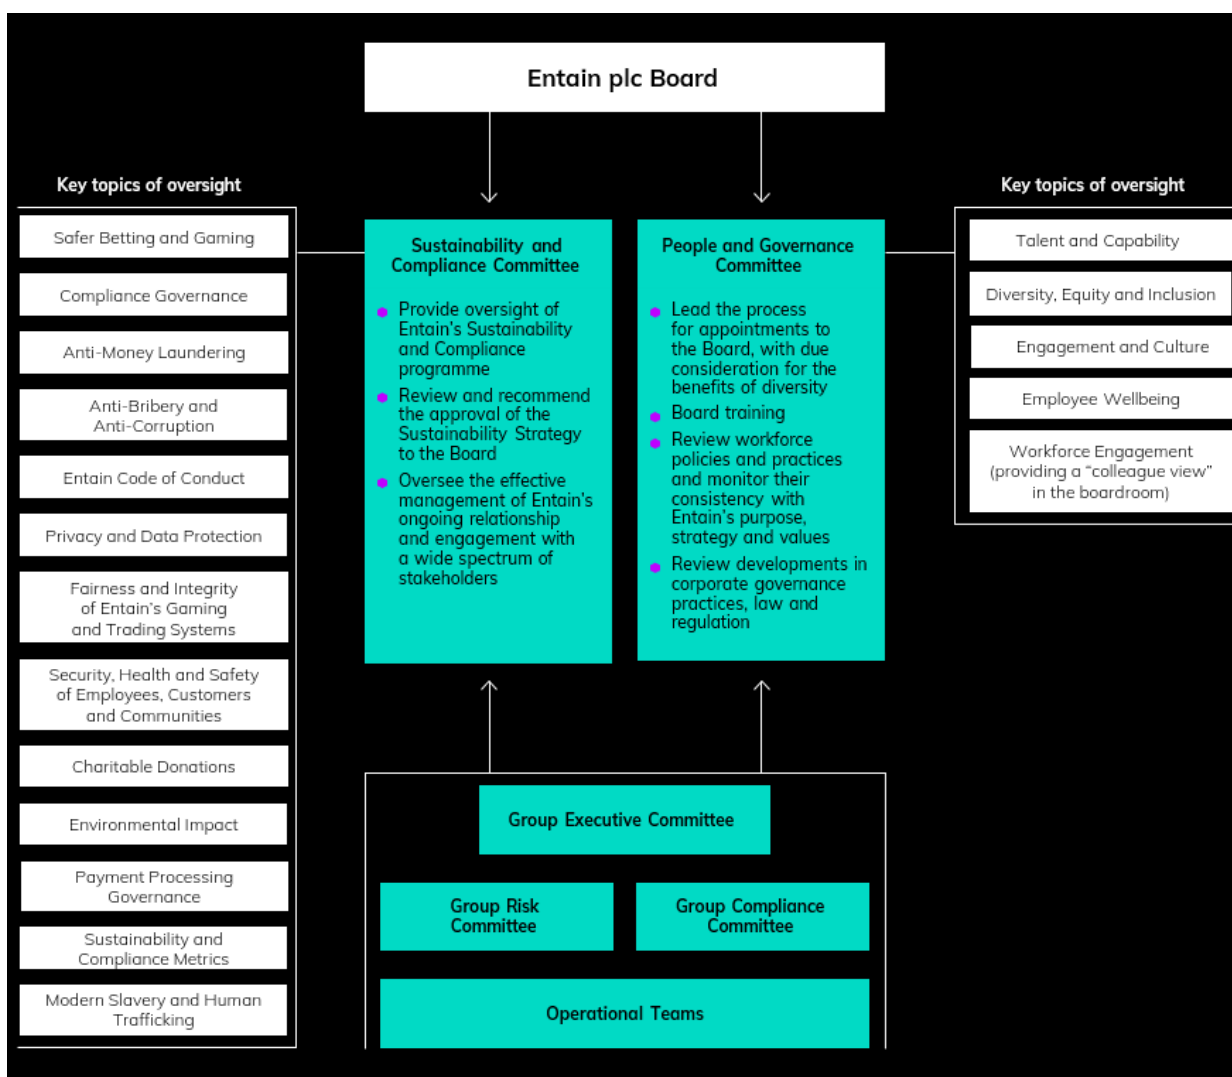 Entain plc Board
Key topics of oversight
Safer Betting and Gaming
Compliance Governance
Anti-Money Laundering
Anti-Bribery and
Anti-Corruption
Entain Code of Conduct
Privacy and Data Protection
Fairness and Integrity
of Entain’s Gaming
and Trading Systems
Security, Health and Safety
of Employees, Customers
and Communities
Charitable Donations
Environmental Impact
Payment Processing
Governance
Sustainability and
Compliance Metrics
Modern Slavery and Human
Trafficking
Sustainability and
Compliance Committee
Provide oversight of
Entain’s Sustainability
and Compliance
programme
Review and recommend
the approval of the
Sustainability Strategy
to the Board
Oversee the effective
management of Entain’s
ongoing relationship
and engagement with
a wide spectrum of
stakeholders
People and Governance
Committee
Lead the process
for appointments to
the Board, with due
consideration for the
benefits of diversity
Board training
Review workforce
policies and practices
and monitor their
consistency with
Entain’s purpose,
strategy and values
Review developments in
corporate governance
practices, law and
regulation
Key topics of oversight
Talent and Capability
Diversity, Equity and Inclusion
Engagement and Culture
Employee Wellbeing
Workforce Engagement
(providing a “colleague view”
in the boardroom)
Group Executive Committee
Group Risk
Committee
Group Compliance
Committee
Operational Teams